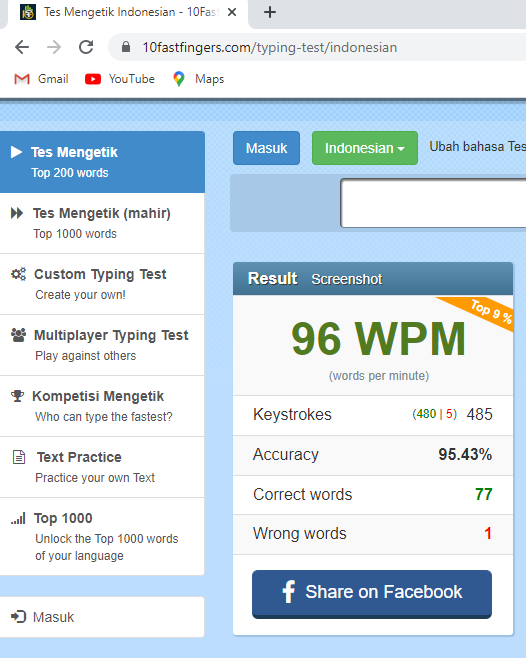 Tes Mengetik Indonesian - 10Fas
10fastfingers.com/typing-test/indonesian
Gmail YouTube Maps
Tes Mengetik
Top 200 words
Tes Mengetik (mahir)
Top 1000 words
Custom Typing Test
Create your own!
Multiplayer Typing Test
Play against others
Kompetisi Mengetik
Who can type the fastest?
Text Practice
Practice your own Text
Top 1000
Unlock the Top 1000 words
of your language
Masuk
Masuk Indonesian Ubah bahasa Tes
Result Screenshot
Top 9 %
96 WPM
(words per minute)
Keystrokes (480 | 5) 485
Accuracy 95.43%
Correct words 77
Wrong words 1
Share on Facebook